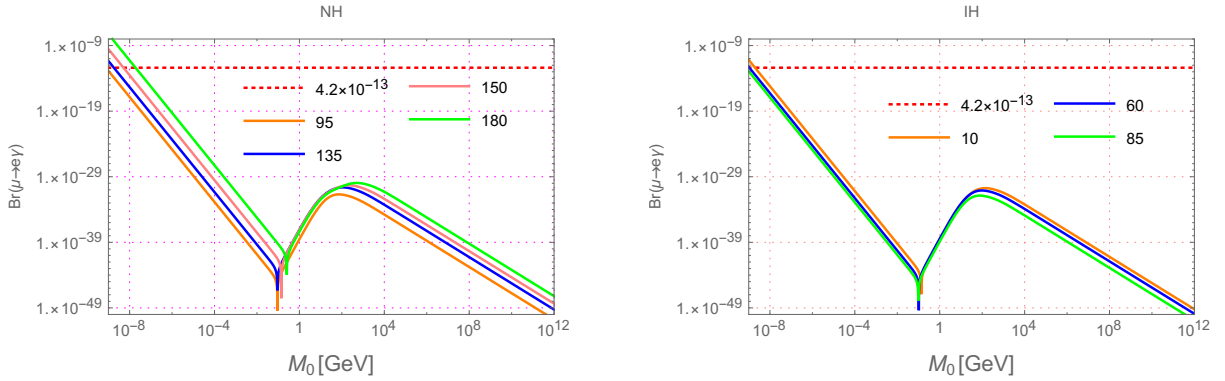 NH
Br(μ→eγ)
1.×10⁻⁹
1.×10⁻¹⁹
1.×10⁻²⁹
1.×10⁻³⁹
1.×10⁻⁴⁹
4.2×10⁻¹³
95
135
150
180
10⁻⁸ 10⁻⁴ 1 10⁴ 10⁸ 10¹²
M₀ [GeV]
IH
Br(μ→eγ)
1.×10⁻⁹
1.×10⁻¹⁹
1.×10⁻²⁹
1.×10⁻³⁹
1.×10⁻⁴⁹
4.2×10⁻¹³
10
60
85
10⁻⁸ 10⁻⁴ 1 10⁴ 10⁸ 10¹²
M₀ [GeV]